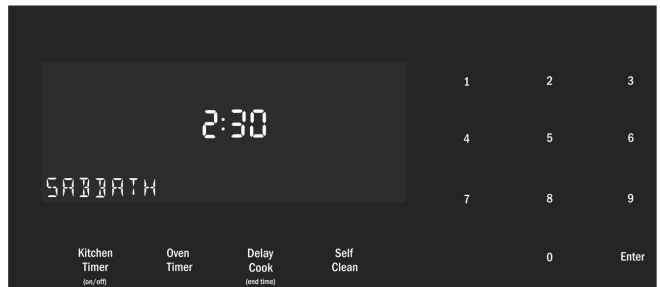 2:30
SABBATH
1 2 3
4 5 6
7 8 9
0 Enter
Kitchen
Timer
(on/off)
Oven
Timer
Delay
Cook
(end time)
Self
Clean